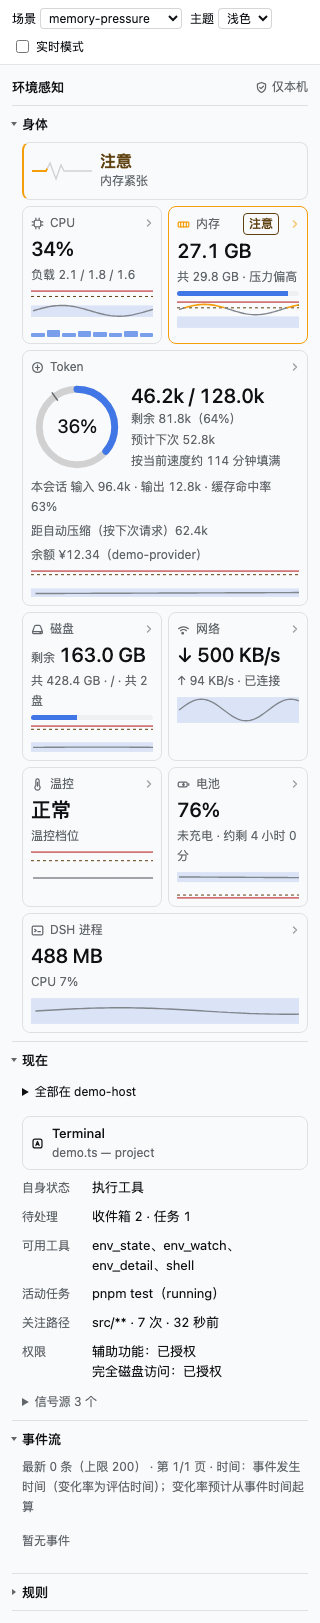 场景 memory-pressure 主题 浅色
实时模式
环境感知 仅本机
身体
注意
内存紧张
CPU
34%
负载 2.1 / 1.8 / 1.6
内存 注意
27.1 GB
共 29.8 GB · 压力偏高
Token
36%
46.2k / 128.0k
剩余 81.8k（64%）
预计下次 52.8k
按当前速度约 114 分钟填满
本会话 输入 96.4k · 输出 12.8k · 缓存命中率
63%
距自动压缩（按下次请求）62.4k
余额 ¥12.34（demo-provider）
磁盘
剩余 163.0 GB
共 428.4 GB · / · 共 2
盘
网络
↓ 500 KB/s
↑ 94 KB/s · 已连接
温控
正常
温控档位
电池
76%
未充电 · 约剩 4 小时 0
分
DSH 进程
488 MB
CPU 7%
现在
全部在 demo-host
Terminal
demo.ts — project
自身状态 执行工具
待处理 收件箱 2 · 任务 1
可用工具 env_state、env_watch、
env_detail、shell
活动任务 pnpm test（running）
关注路径 src/** · 7 次 · 32 秒前
权限 辅助功能：已授权
完全磁盘访问：已授权
信号源 3 个
事件流
最新 0 条（上限 200） · 第 1/1 页 · 时间：事件发生
时间（变化率为评估时间）；变化率预计从事件时间起
算
暂无事件
规则